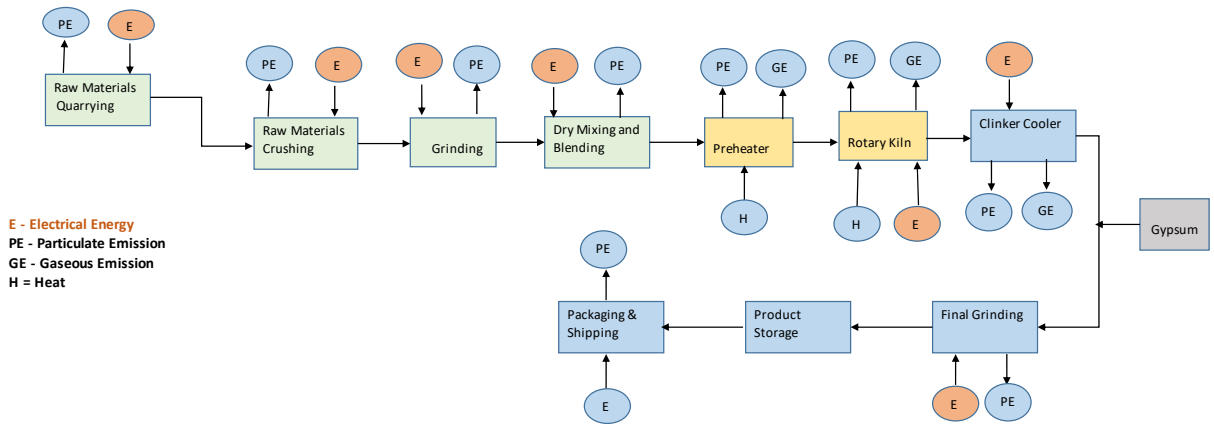 PE
E
Raw Materials
Quarrying
PE
E
Raw Materials
Crushing
E
PE
Grinding
E
PE
Dry Mixing and
Blending
PE
GE
Preheater
H
PE
GE
Rotary Kiln
H
E
E
Clinker Cooler
PE
GE
Gypsum
E - Electrical Energy
PE - Particulate Emission
GE - Gaseous Emission
H = Heat
PE
Packaging &
Shipping
E
Product
Storage
Final Grinding
E
PE